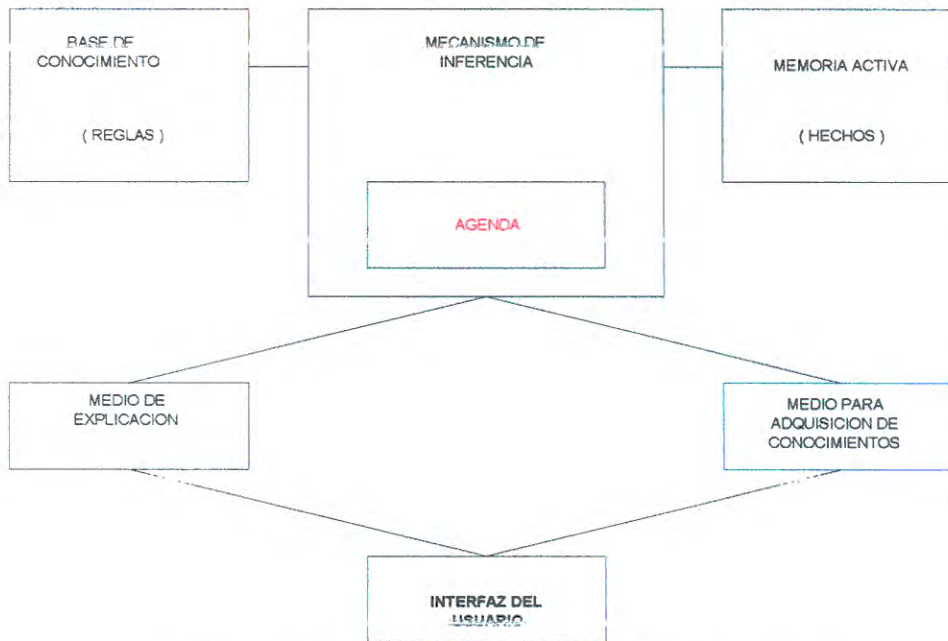 BASE DE
CONOCIMIENTO
( REGLAS )
MECANISMO DE
INFERENCIA
AGENDA
MEMORIA ACTIVA
( HECHOS )
MEDIO DE
EXPLICACION
MEDIO PARA
ADQUISICION DE
CONOCIMIENTOS
INTERFAZ DEL
USUARIO